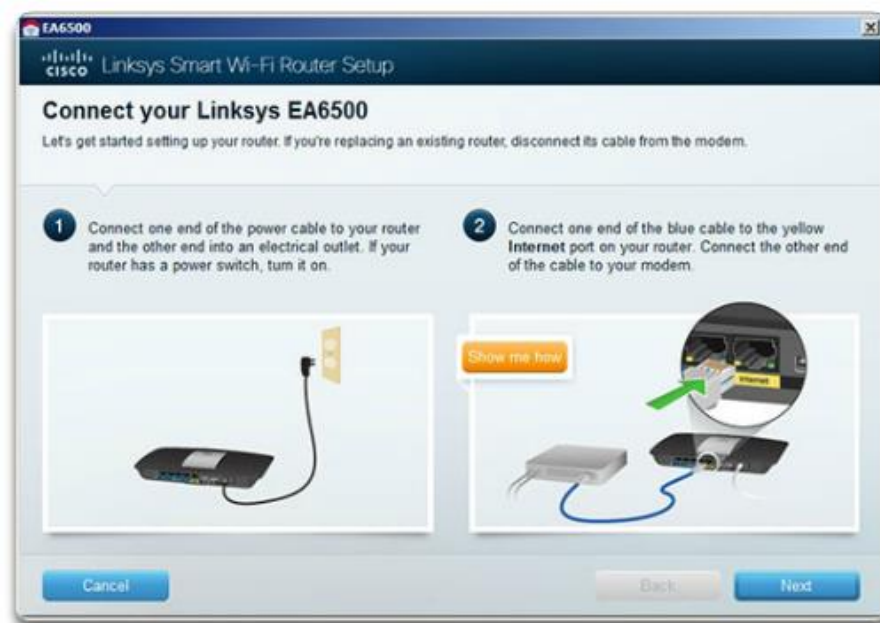 EA6500
CISCO Linksys Smart Wi-Fi Router Setup
Connect your Linksys EA6500
Let's get started setting up your router. If you're replacing an existing router, disconnect its cable from the modem.
1
Connect one end of the power cable to your router
and the other end into an electrical outlet. If your
router has a power switch, turn it on.
2
Connect one end of the blue cable to the yellow
Internet port on your router. Connect the other end
of the cable to your modem.
Show me how
Internet
Cancel
Back
Next